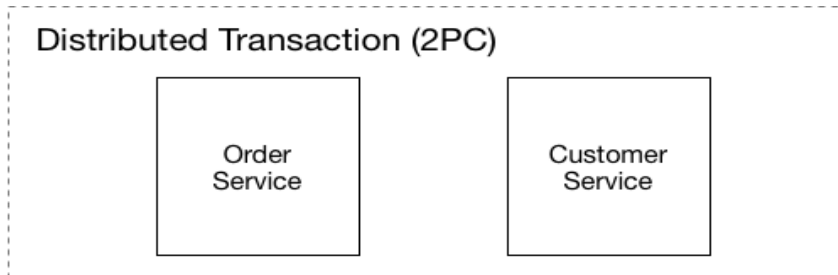 Distributed Transaction (2PC)
Order
Service
Customer
Service